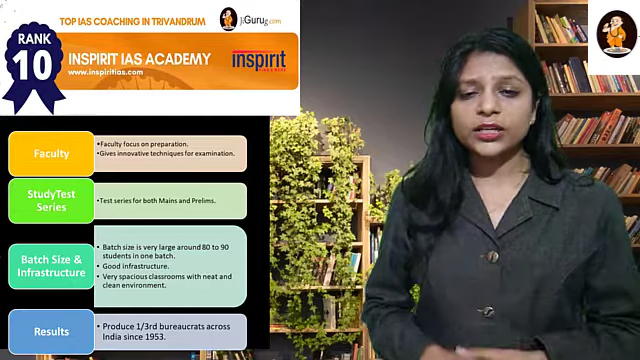 TOP IAS COACHING IN TRIVANDRUM
JiGurug.com
RANK
10
INSPIRIT IAS ACADEMY
www.inspiritias.com
inspirit
Faculty
•Faculty focus on preparation.
•Gives innovative techniques for examination.
StudyTest
Series
•Test series for both Mains and Prelims.
Batch Size &
Infrastructure
• Batch size is very large around 80 to 90
students in one batch.
• Good infrastructure.
• Very spacious classrooms with neat and
clean environment.
Results
• Produce 1/3rd bureaucrats across
India since 1953.